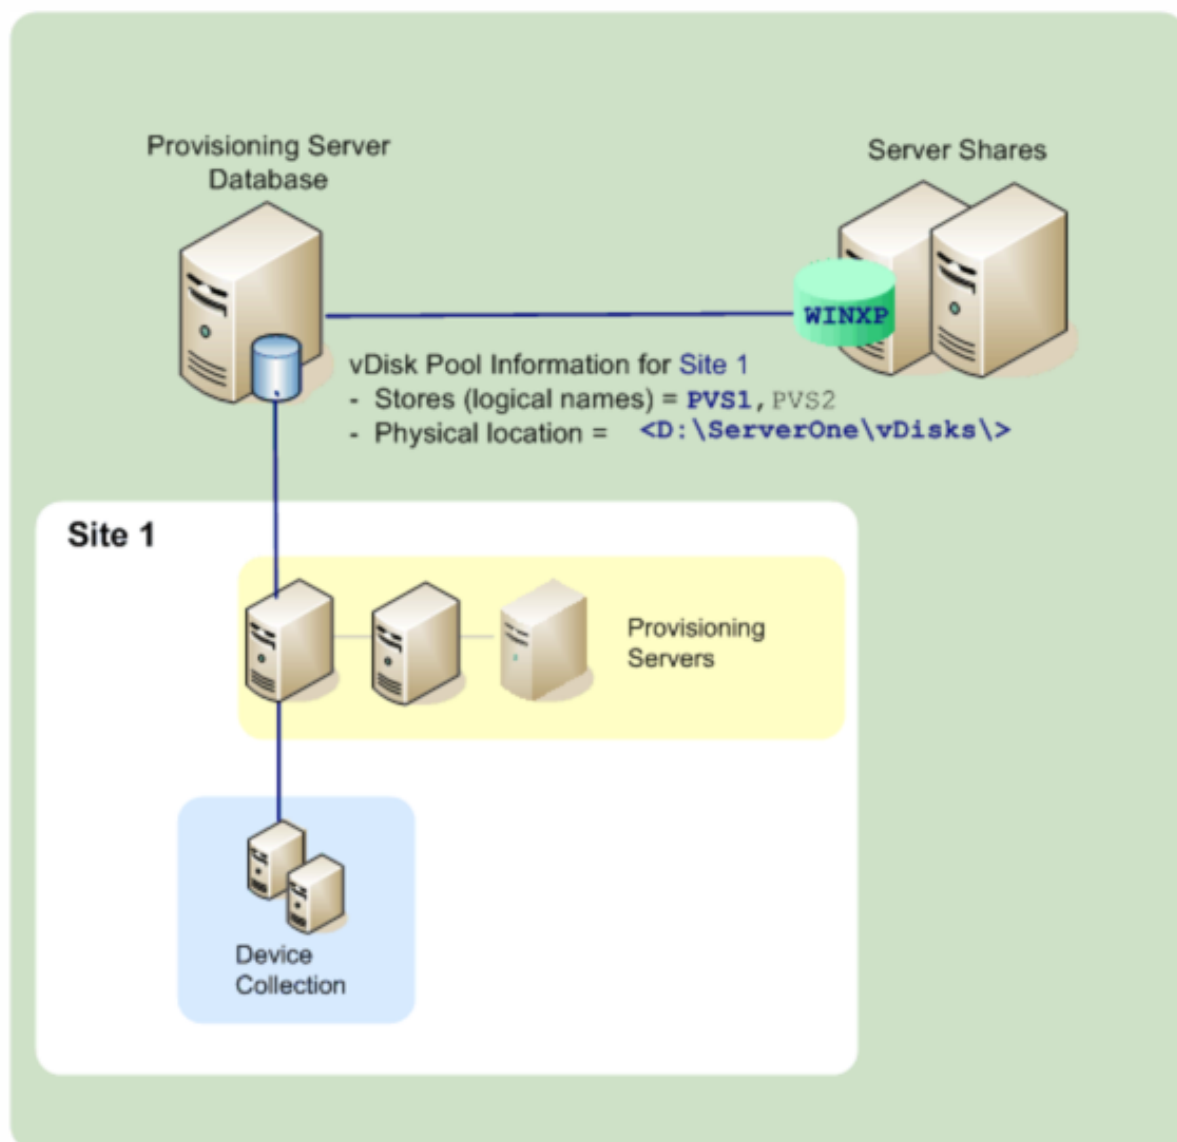 Provisioning Server
Database
Server Shares
WINXP
vDisk Pool Information for Site 1
- Stores (logical names) = PVS1, PVS2
- Physical location = <D:\ServerOne\vDisks\>
Site 1
Provisioning
Servers
Device
Collection